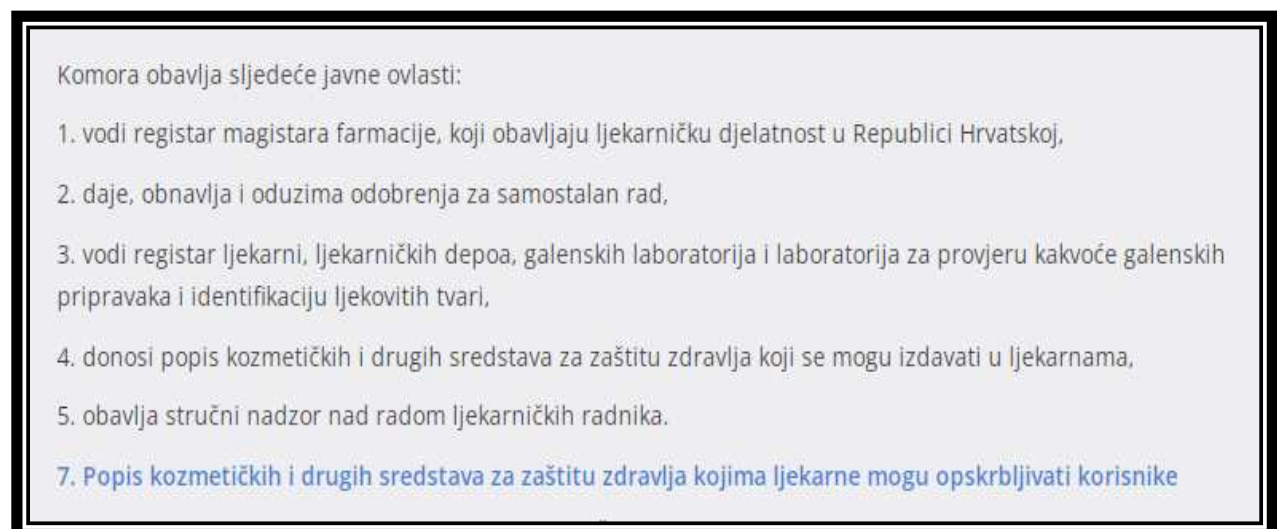 Komora obavlja sljedeće javne ovlasti:
1. vodi registar magistara farmacije, koji obavljaju ljekarničku djelatnost u Republici Hrvatskoj,
2. daje, obnavlja i oduzima odobrenja za samostalan rad,
3. vodi registar ljekarni, ljekarničkih depoa, galenskih laboratorija i laboratorija za provjeru kakvoće galenskih
pripravaka i identifikaciju ljekovitih tvari,
4. donosi popis kozmetičkih i drugih sredstava za zaštitu zdravlja koji se mogu izdavati u ljekarnama,
5. obavlja stručni nadzor nad radom ljekarničkih radnika.
7. Popis kozmetičkih i drugih sredstava za zaštitu zdravlja kojima ljekarne mogu opskrbljivati korisnike